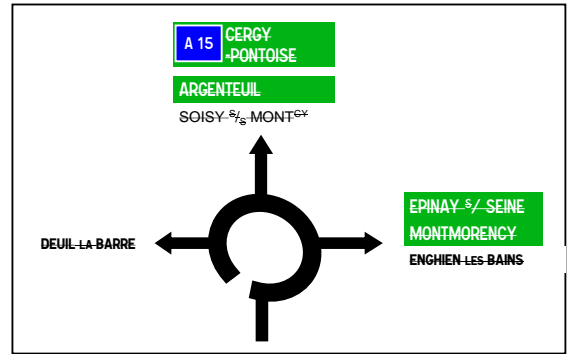 A 15 CERGY
-PONTOISE
ARGENTEUIL
SOISY S/S MONTCY
DEUIL LA BARRE
EPINAY S/ SEINE
MONTMORENCY
ENGHIEN LES BAINS